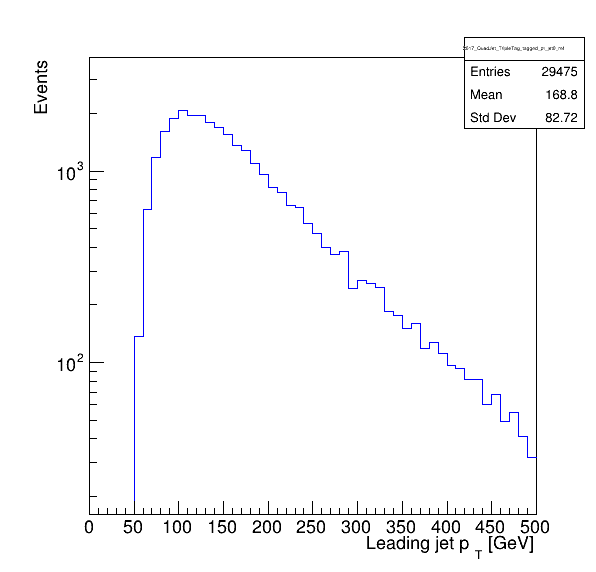 Entries 29475
Mean 168.8
Std Dev 82.72
Events
10³
10²
0 50 100 150 200 250 300 350 400 450 500
Leading jet p_T [GeV]